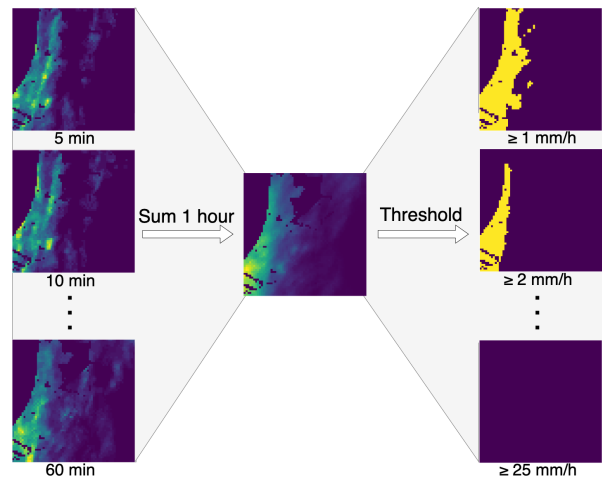 5 min
10 min
60 min
Sum 1 hour
Threshold
≥ 1 mm/h
≥ 2 mm/h
≥ 25 mm/h